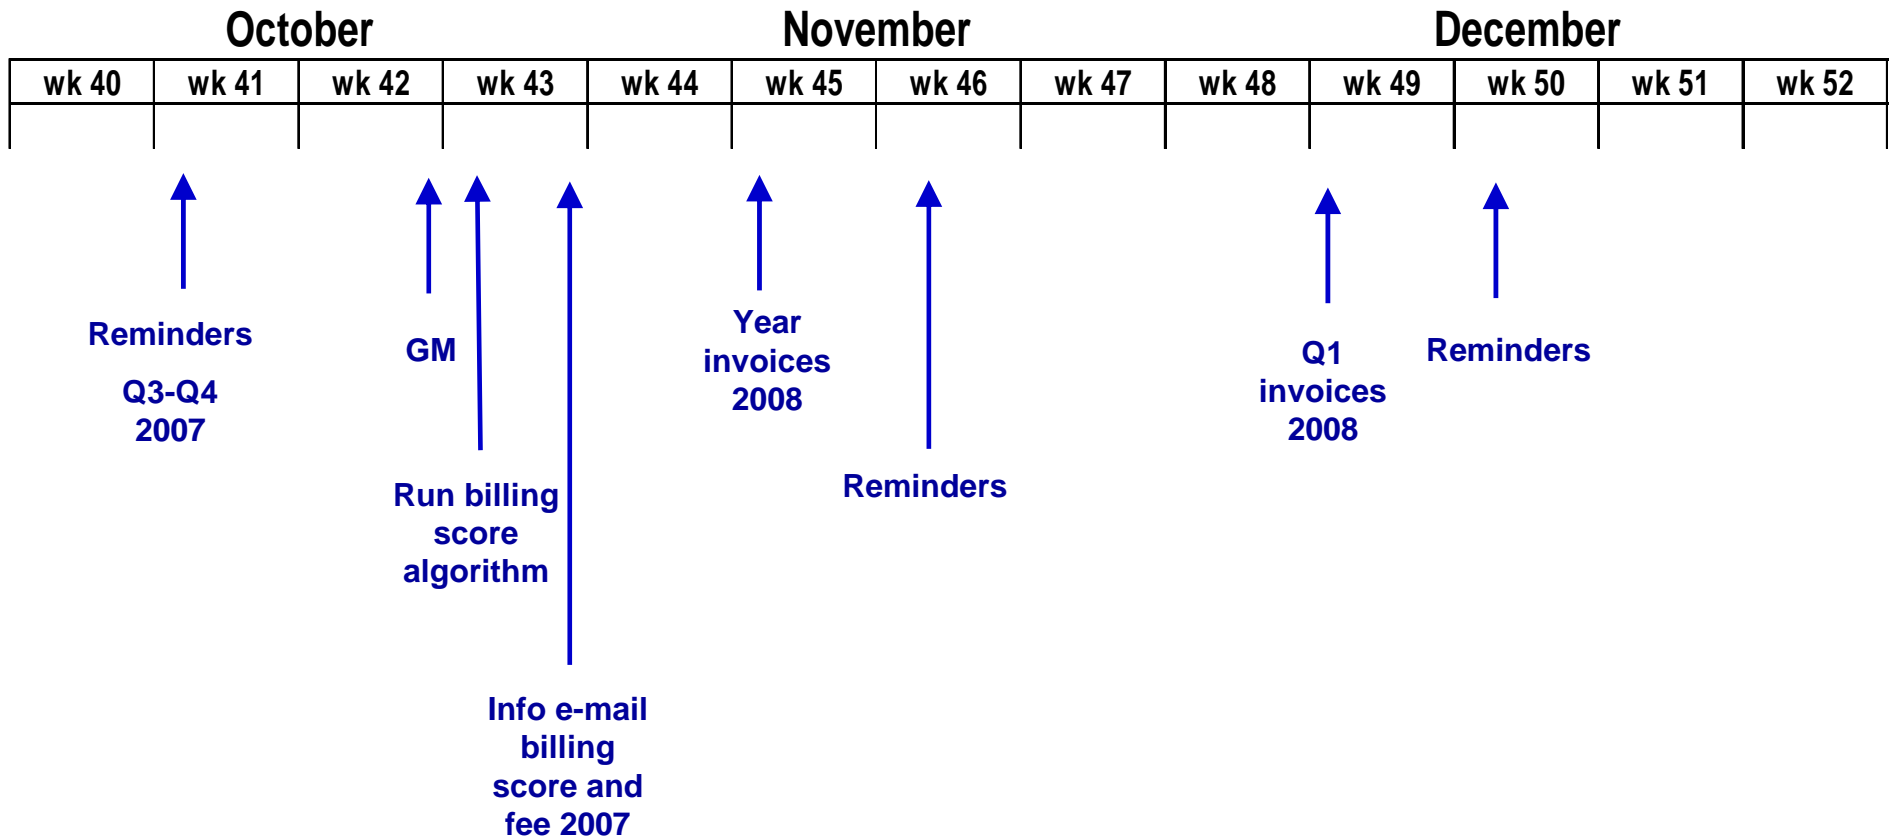 October November December
wk 40 wk 41 wk 42 wk 43 wk 44 wk 45 wk 46 wk 47 wk 48 wk 49 wk 50 wk 51 wk 52
Reminders
Q3-Q4
2007
GM
Run billing
score
algorithm
Info e-mail
billing
score and
fee 2007
Year
invoices
2008
Reminders
Q1
invoices
2008
Reminders